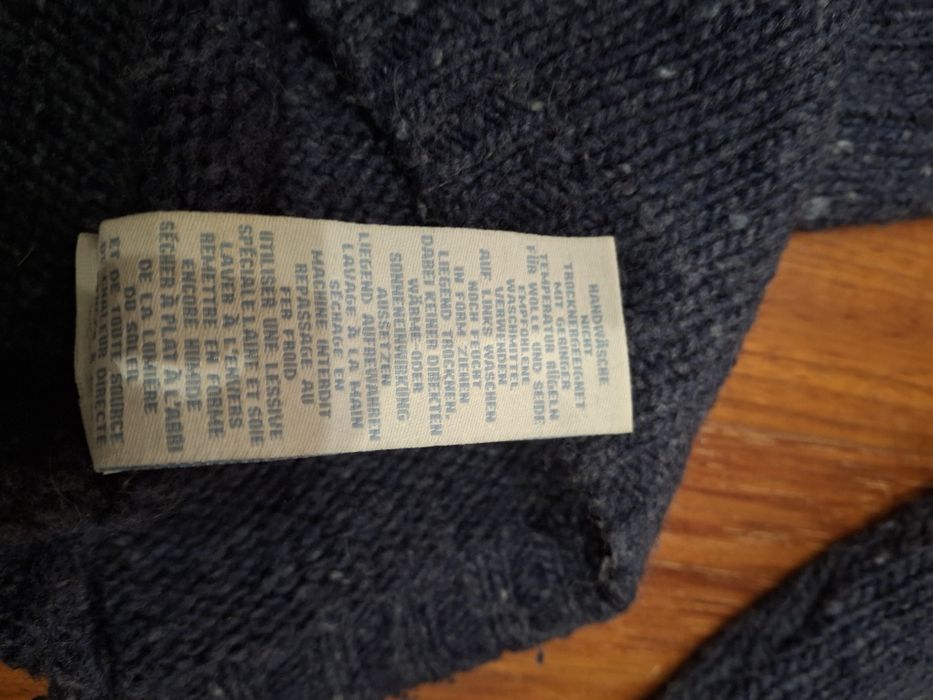 HANDWÄSCHE
NICHT
TROCKNERGEEIGNET
MIT GERINGER
TEMPERATUR BÜGELN
FÜR WOLLE UND SEIDE
EMPFOHLENE
WASCHMITTEL
VERWENDEN
AUF LINKS WASCHEN
NOCH FEUCHT
IN FORM ZIEHEN
LIEGEND TROCKNEN,
DABEI KEINER DIREKTEN
WÄRME-ODER
SONNENEINWIRKUNG
AUSSETZEN
LIEGEND AUFBEWAHREN
LAVAGE À LA MAIN
SÉCHAGE EN
MACHINE INTERDIT
REPASSAGE AU
FER FROID
UTILISER UNE LESSIVE
SPÉCIALE LAINE ET SOIE
LAVER À L'ENVERS
REMETTRE EN FORME
ENCORE HUMIDE
SÉCHER À PLAT À L'ABRI
DE LA LUMIÈRE
DU SOLEIL
ET DE TOUTE SOURCE
DE CHALEUR DIRECTE